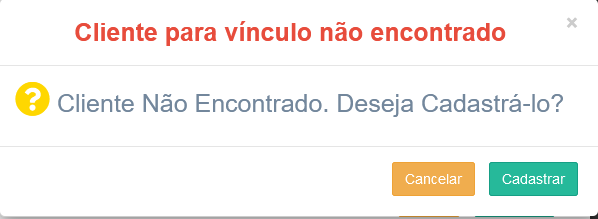 Cliente para vínculo não encontrado
×
? Cliente Não Encontrado. Deseja Cadastrá-lo?
Cancelar Cadastrar